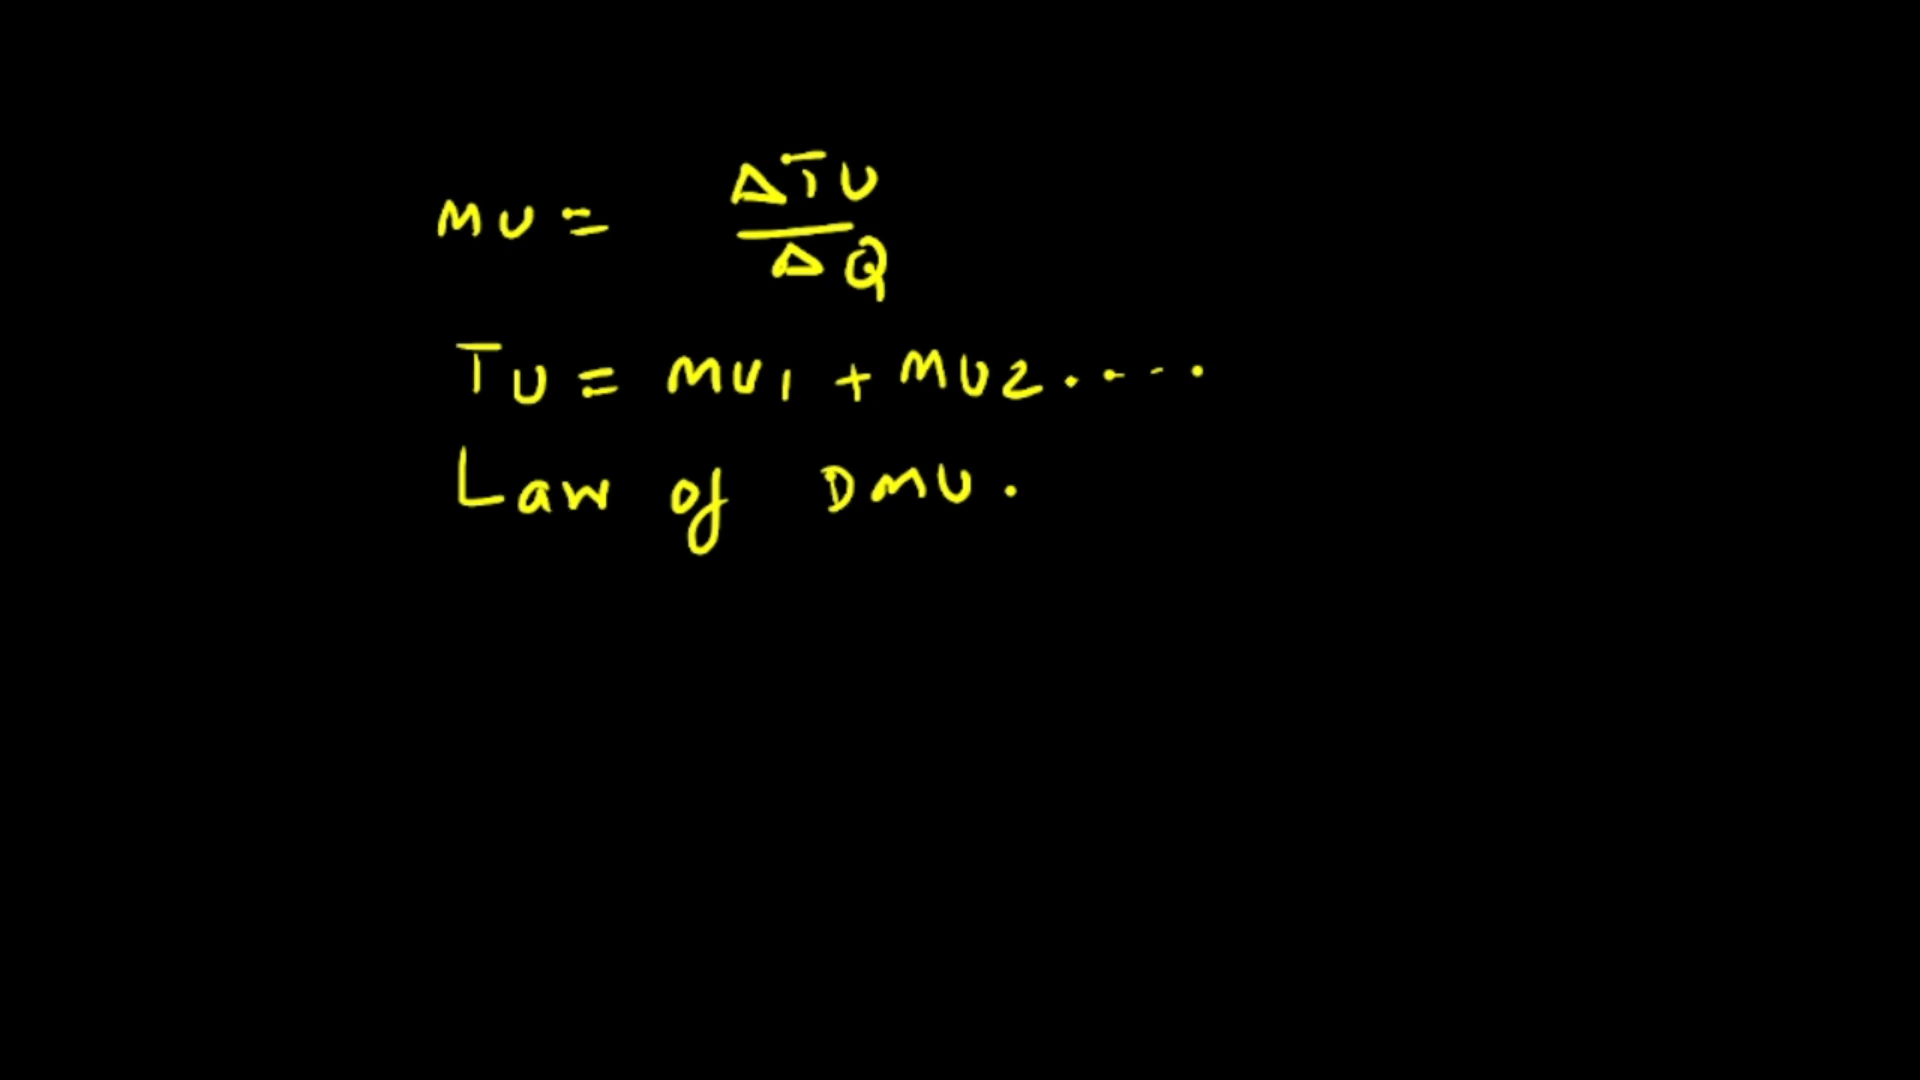 MU = ΔTU / ΔQ
TU = MU1 + MU2.....
Law of DMU.